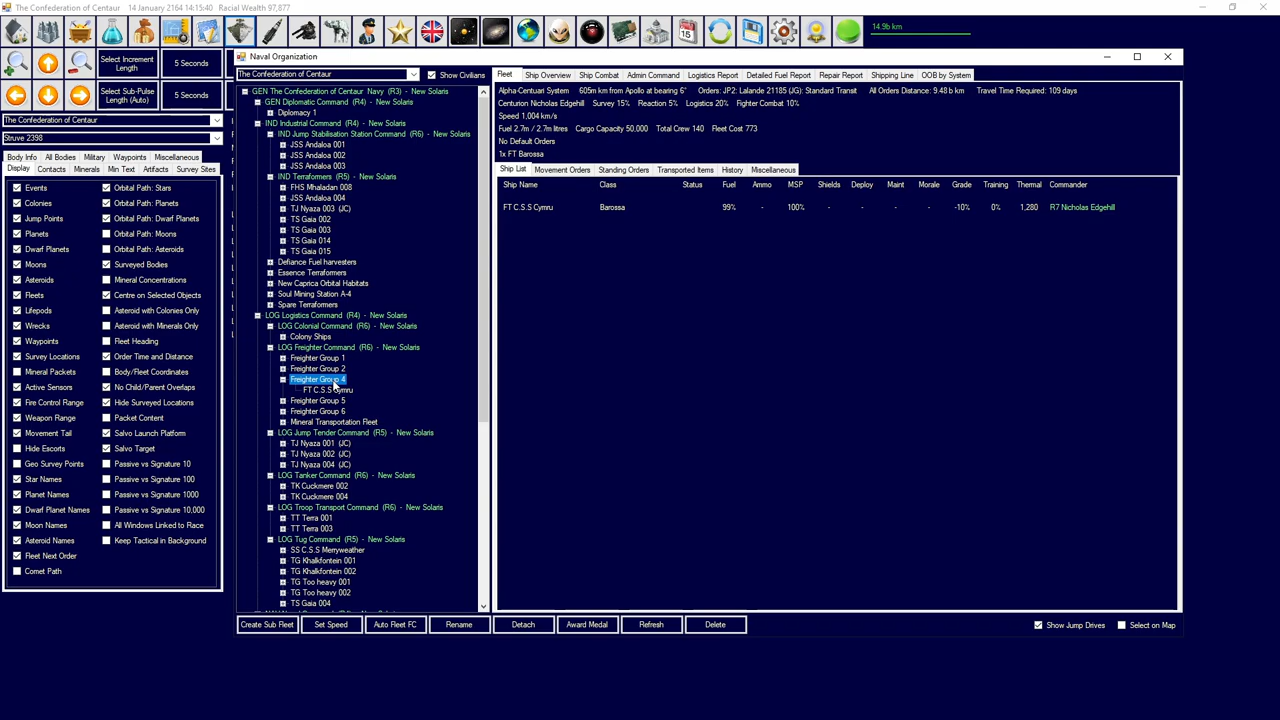 The Confederation of Centaur   14 January 2164 14:15:40   Racial Wealth 97,877
14.9b km
Select Increment Length
5 Seconds
Select Sub-Pulse Length (Auto)
5 Seconds
The Confederation of Centaur
Struve 2398
Body Info   All Bodies   Military   Waypoints   Miscellaneous
Display   Contacts   Minerals   Min Text   Artifacts   Survey Sites
Events   Orbital Path: Stars
Colonies   Orbital Path: Planets
Jump Points   Orbital Path: Dwarf Planets
Planets   Orbital Path: Moons
Dwarf Planets   Orbital Path: Asteroids
Moons   Surveyed Bodies
Asteroids   Mineral Concentrations
Fleets   Centre on Selected Objects
Lifepods   Asteroid with Colonies Only
Wrecks   Asteroid with Minerals Only
Waypoints   Fleet Heading
Survey Locations   Order Time and Distance
Mineral Packets   Body/Fleet Coordinates
Active Sensors   No Child/Parent Overlaps
Fire Control Range   Hide Surveyed Locations
Weapon Range   Packet Content
Movement Tail   Salvo Launch Platform
Hide Escorts   Salvo Target
Geo Survey Points   Passive vs Signature 10
Star Names   Passive vs Signature 100
Planet Names   Passive vs Signature 1000
Dwarf Planet Names   Passive vs Signature 10,000
Moon Names   All Windows Linked to Race
Asteroid Names   Keep Tactical in Background
Fleet Next Order
Comet Path
Naval Organization
The Confederation of Centaur   Show Civilians
GEN The Confederation of Centaur Navy (R3) - New Solaris
GEN Diplomatic Command (R4) - New Solaris
Diplomacy 1
IND Industrial Command (R4) - New Solaris
IND Jump Stabilisation Station Command (R6) - New Solaris
JSS Andaloa 001
JSS Andaloa 002
JSS Andaloa 003
IND Terraformers (R5) - New Solaris
FHS Mhaladan 008
JSS Andaloa 004
TJ Nyaza 003 (JC)
TS Gaia 002
TS Gaia 003
TS Gaia 014
TS Gaia 015
Defiance Fuel harvesters
Essence Terraformers
New Caprica Orbital Habitats
Soul Mining Station A-4
Spare Terraformers
LOG Logistics Command (R4) - New Solaris
LOG Colonial Command (R6) - New Solaris
Colony Ships
LOG Freighter Command (R6) - New Solaris
Freighter Group 1
Freighter Group 2
Freighter Group 4
FT C.S.S Cymru
Freighter Group 5
Freighter Group 6
Mineral Transportation Fleet
LOG Jump Tender Command (R5) - New Solaris
TJ Nyaza 001 (JC)
TJ Nyaza 002 (JC)
TJ Nyaza 004 (JC)
LOG Tanker Command (R6) - New Solaris
TK Cuckmere 002
TK Cuckmere 004
LOG Troop Transport Command (R6) - New Solaris
TT Terra 001
TT Terra 003
LOG Tug Command (R5) - New Solaris
SS C.S.S Merryweather
TG Khalkfontein 001
TG Khalkfontein 002
TG Too heavy 001
TG Too heavy 002
TS Gaia 004
Fleet   Ship Overview   Ship Combat   Admin Command   Logistics Report   Detailed Fuel Report   Repair Report   Shipping Line   OOB by System
Alpha-Centuari System   605m km from Apollo at bearing 6°   Orders: JP2: Lalande 21185 (JG): Standard Transit   All Orders Distance: 9.48 b km   Travel Time Required: 109 days
Centurion Nicholas Edgehill   Survey 15%   Reaction 5%   Logistics 20%   Fighter Combat 10%
Speed 1,004 km/s
Fuel 2.7m / 2.7m litres   Cargo Capacity 50,000   Total Crew 140   Fleet Cost 773
No Default Orders
1x FT Barossa
Ship List   Movement Orders   Standing Orders   Transported Items   History   Miscellaneous
Ship Name   Class   Status   Fuel   Ammo   MSP   Shields   Deploy   Maint   Morale   Grade   Training   Thermal   Commander
FT C.S.S Cymru   Barossa   99%   -   100%   -   -   -   -   -10%   0%   1,280   R7 Nicholas Edgehill
Create Sub Fleet   Set Speed   Auto Fleet FC   Rename   Detach   Award Medal   Refresh   Delete   Show Jump Drives   Select on Map